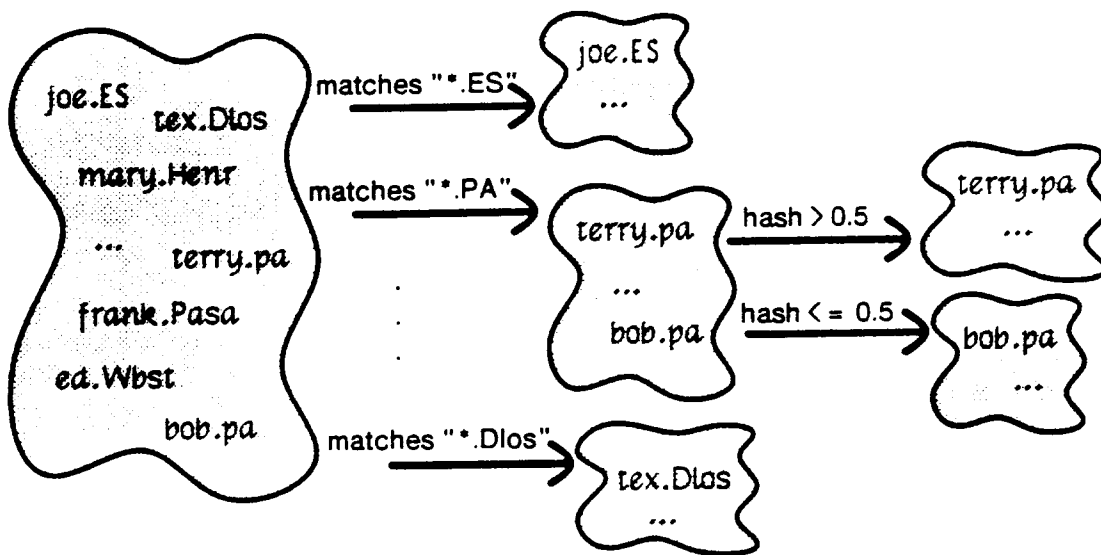 joe.ES
tex.Dlos
mary.Henr
...
terry.pa
frank.Pasa
ed.Wbst
bob.pa
matches "*.ES"
joe.ES
...
matches "*.PA"
terry.pa
...
bob.pa
hash > 0.5
terry.pa
...
hash < = 0.5
bob.pa
...
matches "*.Dlos"
tex.Dlos
...